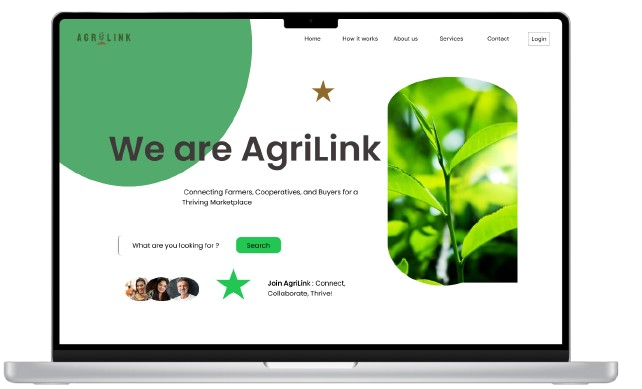 AGRILINK
Home How it works About us Services Contact Login
We are AgriLink
Connecting Farmers, Cooperatives, and Buyers for a
Thriving Marketplace
What are you looking for ? Search
Join AgriLink : Connect,
Collaborate, Thrive!